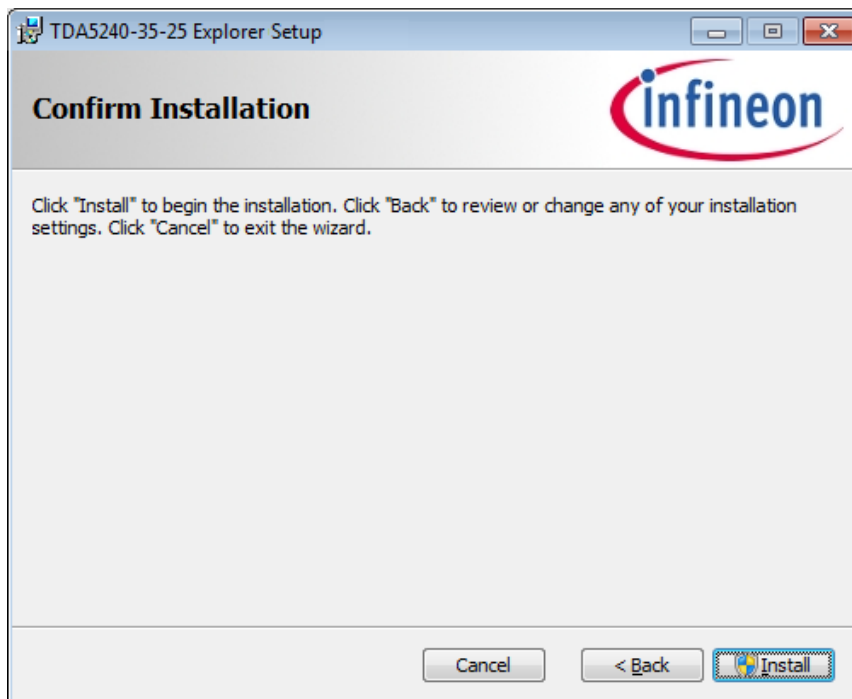 TDA5240-35-25 Explorer Setup
Confirm Installation
infineon
Click "Install" to begin the installation. Click "Back" to review or change any of your installation
settings. Click "Cancel" to exit the wizard.
Cancel
< Back
Install